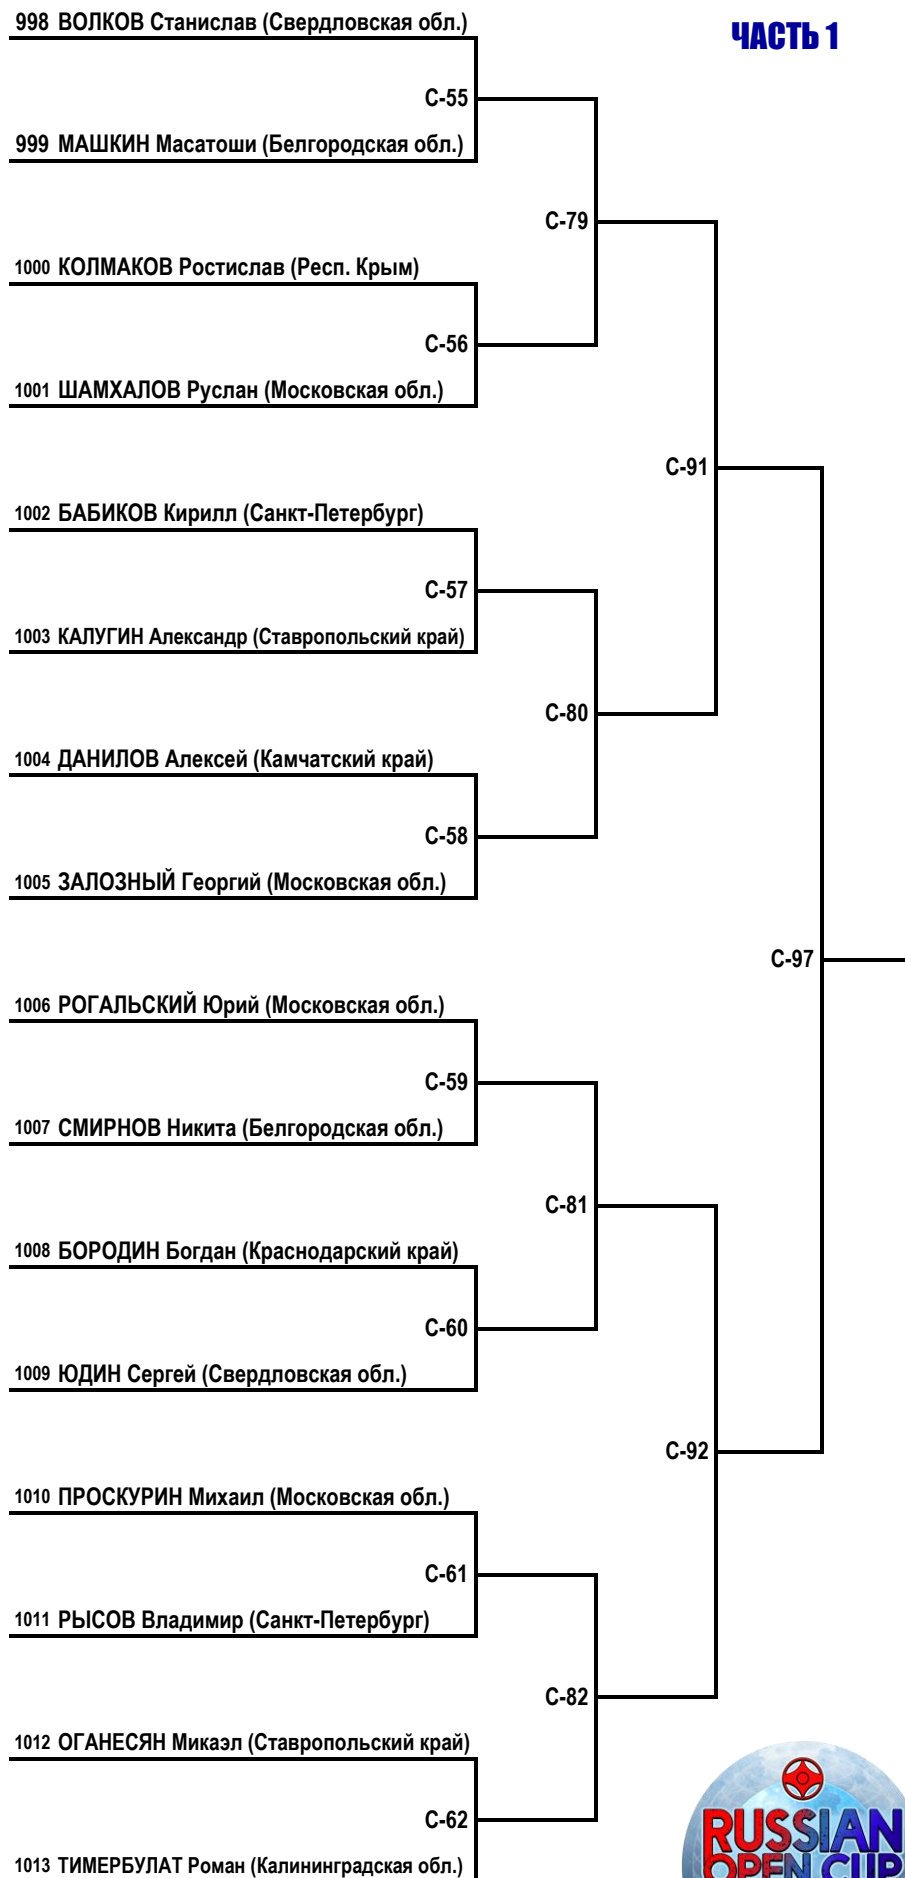 998 ВОЛКОВ Станислав (Свердловская обл.)
ЧАСТЬ 1
С-55
999 МАШКИН Масатоши (Белгородская обл.)
С-79
1000 КОЛМАКОВ Ростислав (Респ. Крым)
С-56
1001 ШАМХАЛОВ Руслан (Московская обл.)
С-91
1002 БАБИКОВ Кирилл (Санкт-Петербург)
С-57
1003 КАЛУГИН Александр (Ставропольский край)
С-80
1004 ДАНИЛОВ Алексей (Камчатский край)
С-58
1005 ЗАЛОЗНЫЙ Георгий (Московская обл.)
С-97
1006 РОГАЛЬСКИЙ Юрий (Московская обл.)
С-59
1007 СМИРНОВ Никита (Белгородская обл.)
С-81
1008 БОРОДИН Богдан (Краснодарский край)
С-60
1009 ЮДИН Сергей (Свердловская обл.)
С-92
1010 ПРОСКУРИН Михаил (Московская обл.)
С-61
1011 РЫСОВ Владимир (Санкт-Петербург)
С-82
1012 ОГАНЕСЯН Микаэл (Ставропольский край)
С-62
1013 ТИМЕРБУЛАТ Роман (Калининградская обл.)
RUSSIAN
OPEN CUP